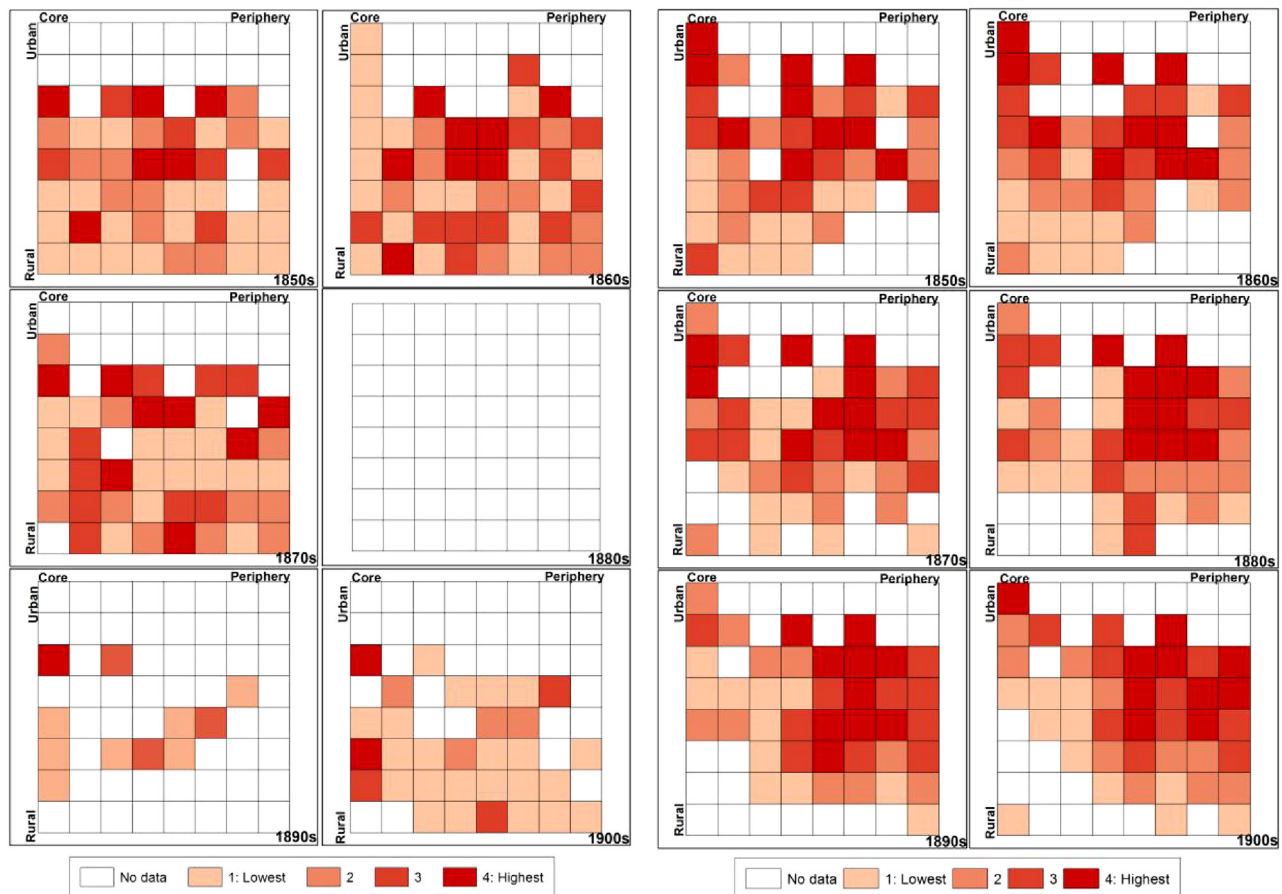 Core Periphery
Urban
Rural
1850s
Core Periphery
Urban
Rural
1860s
Core Periphery
Urban
Rural
1870s
1880s
Core Periphery
Urban
Rural
1890s
Core Periphery
Urban
Rural
1900s
No data 1: Lowest 2 3 4: Highest
Core Periphery
Urban
Rural
1850s
Core Periphery
Urban
Rural
1860s
Core Periphery
Urban
Rural
1870s
Core Periphery
Urban
Rural
1880s
Core Periphery
Urban
Rural
1890s
Core Periphery
Urban
Rural
1900s
No data 1: Lowest 2 3 4: Highest